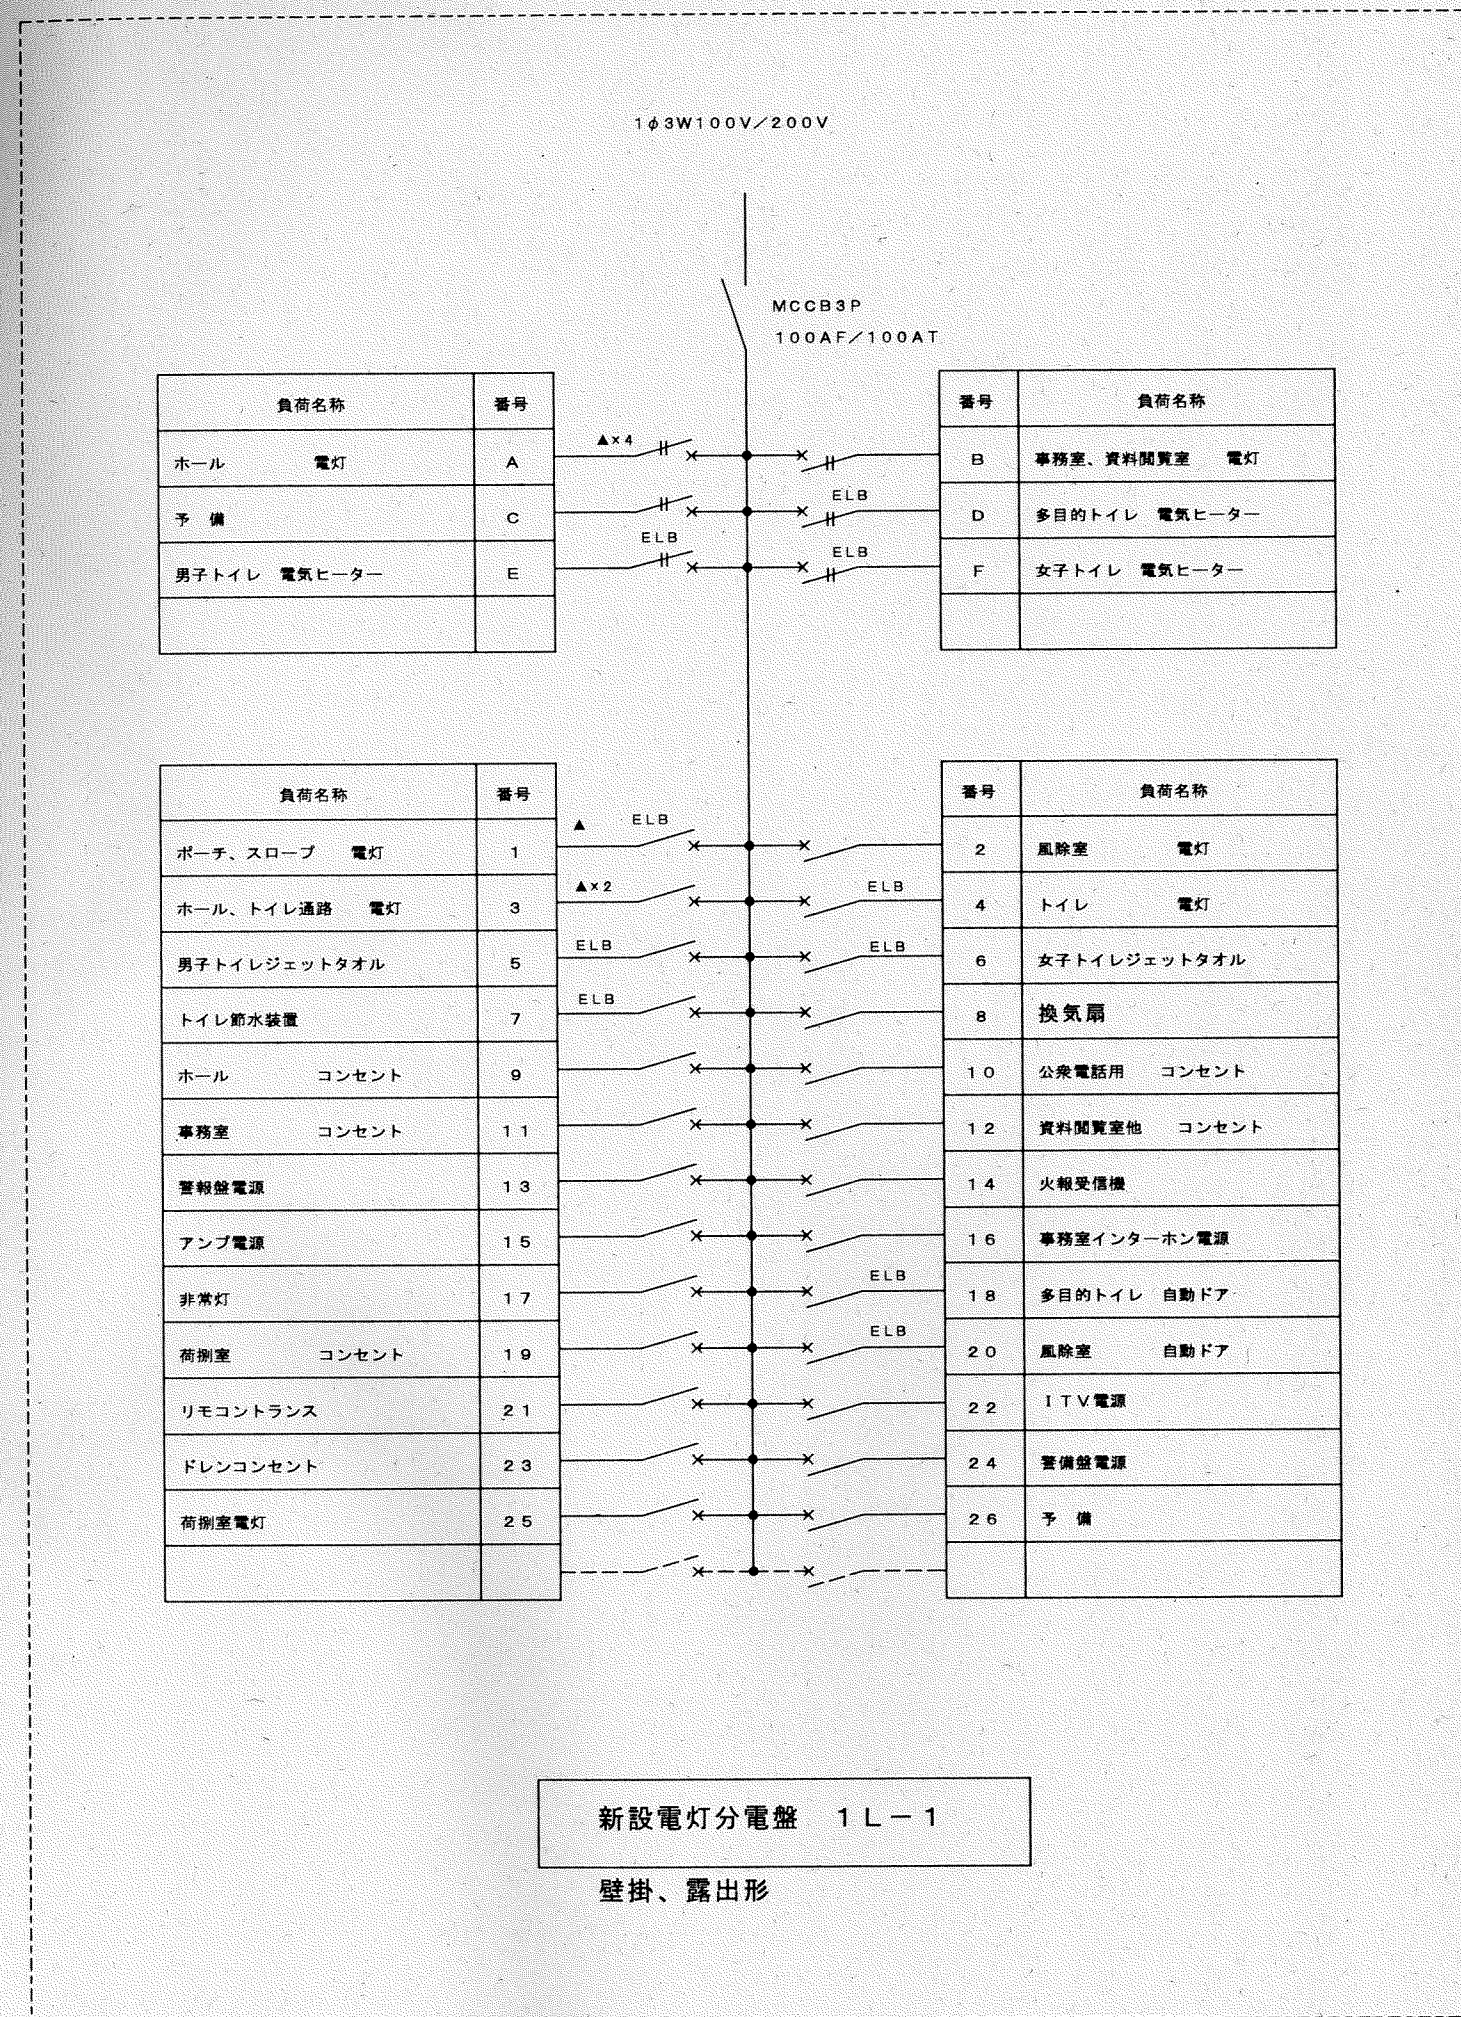 1φ3W100V/200V
MCCB3P
100AF/100AT
負荷名称 番号
番号 負荷名称
ホール 電灯 A ▲×4
B 事務室、資料閲覧室 電灯
予 備 C
ELB D 多目的トイレ 電気ヒーター
男子トイレ 電気ヒーター E ELB
ELB F 女子トイレ 電気ヒーター
負荷名称 番号
番号 負荷名称
ポーチ、スロープ 電灯 1 ▲ ELB
2 風除室 電灯
ホール、トイレ通路 電灯 3 ▲×2
ELB 4 トイレ 電灯
男子トイレジェットタオル 5 ELB
ELB 6 女子トイレジェットタオル
トイレ節水装置 7 ELB
8 換気扇
ホール コンセント 9
10 公衆電話用 コンセント
事務室 コンセント 11
12 資料閲覧室他 コンセント
警報盤電源 13
14 火報受信機
アンプ電源 15
16 事務室インターホン電源
非常灯 17
ELB 18 多目的トイレ 自動ドア
荷捌室 コンセント 19
ELB 20 風除室 自動ドア
リモコントランス 21
22 ITV電源
ドレンコンセント 23
24 警備盤電源
荷捌室電灯 25
26 予 備
新設電灯分電盤 1L-1
壁掛、露出形